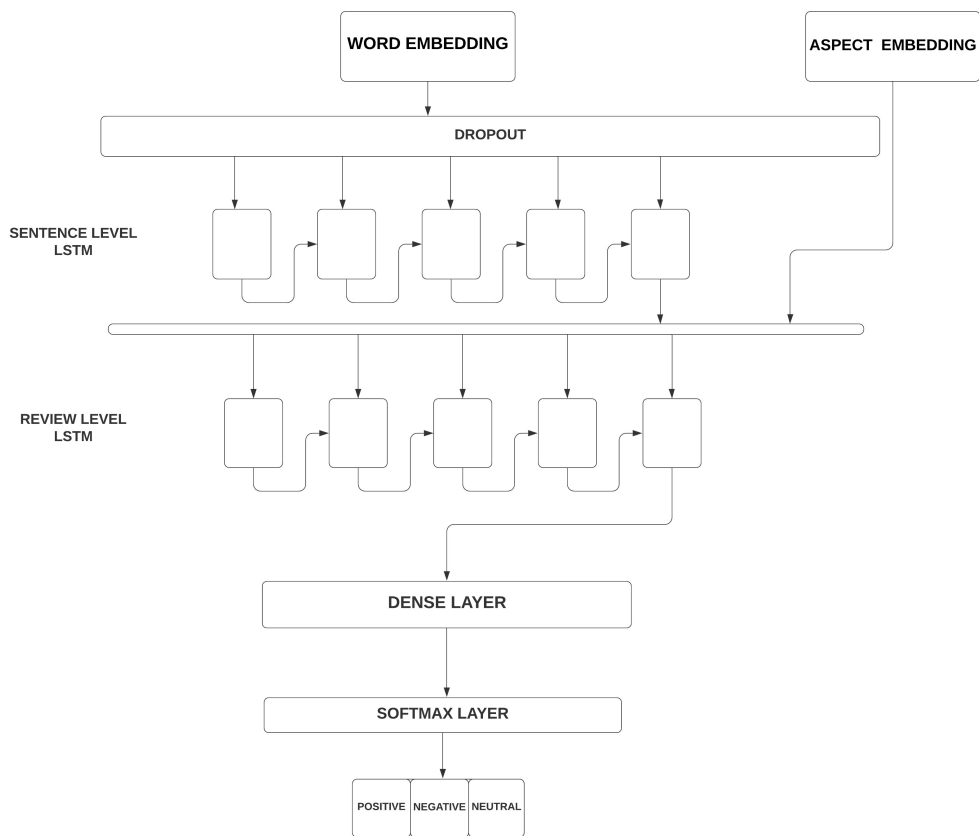 WORD EMBEDDING
ASPECT EMBEDDING
DROPOUT
SENTENCE LEVEL
LSTM
REVIEW LEVEL
LSTM
DENSE LAYER
SOFTMAX LAYER
POSITIVE
NEGATIVE
NEUTRAL